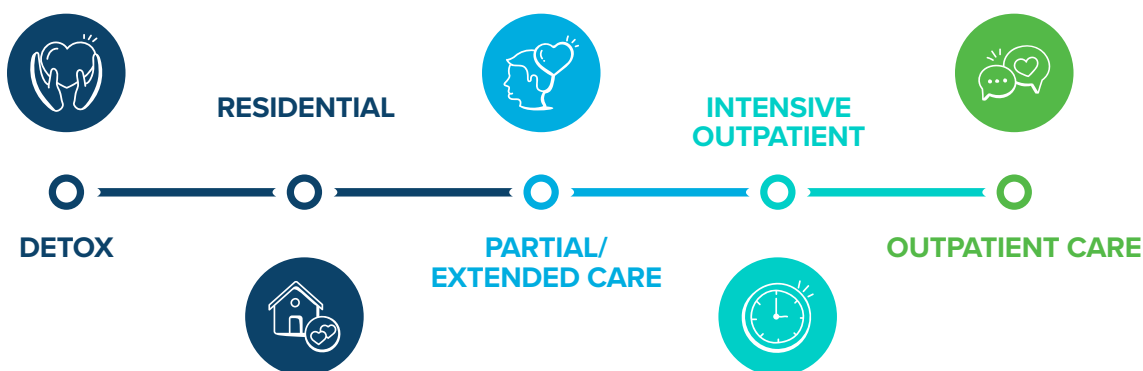 DETOX
RESIDENTIAL
PARTIAL/
EXTENDED CARE
INTENSIVE
OUTPATIENT
OUTPATIENT CARE